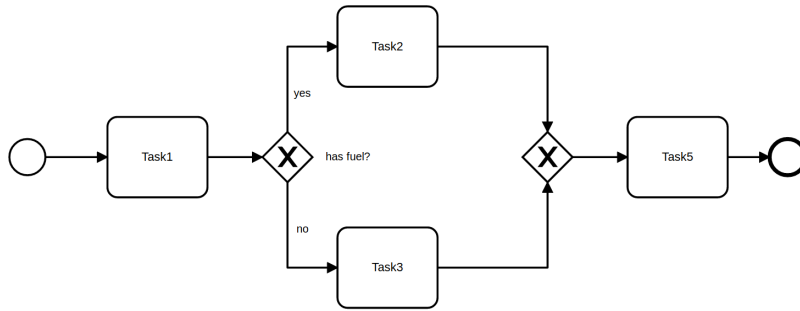 Task2
yes
Task1
has fuel?
Task5
no
Task3